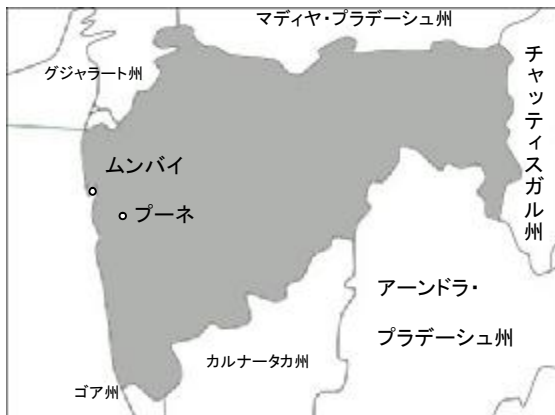 マディヤ・プラデーシュ州
グジャラート州
チャッティスガル州
ムンバイ
プーネ
アーンドラ・
プラデーシュ州
カルナータカ州
ゴア州